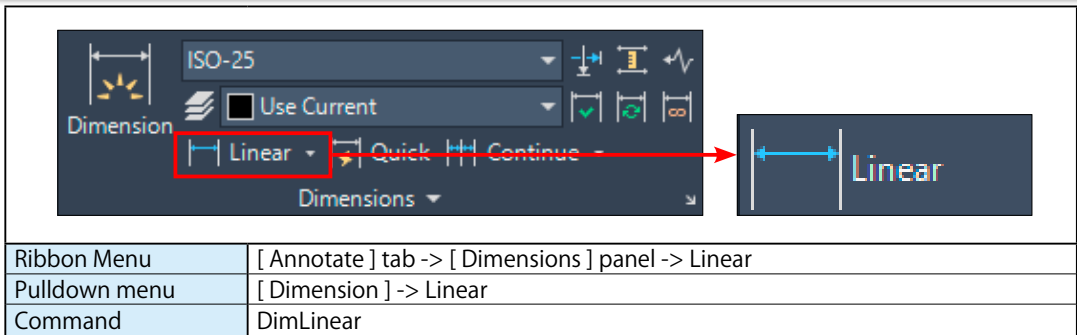 ISO-25
Use Current
Dimension
Linear Quick Continue
Dimensions
Linear
Ribbon Menu [ Annotate ] tab -> [ Dimensions ] panel -> Linear
Pulldown menu [ Dimension ] -> Linear
Command DimLinear